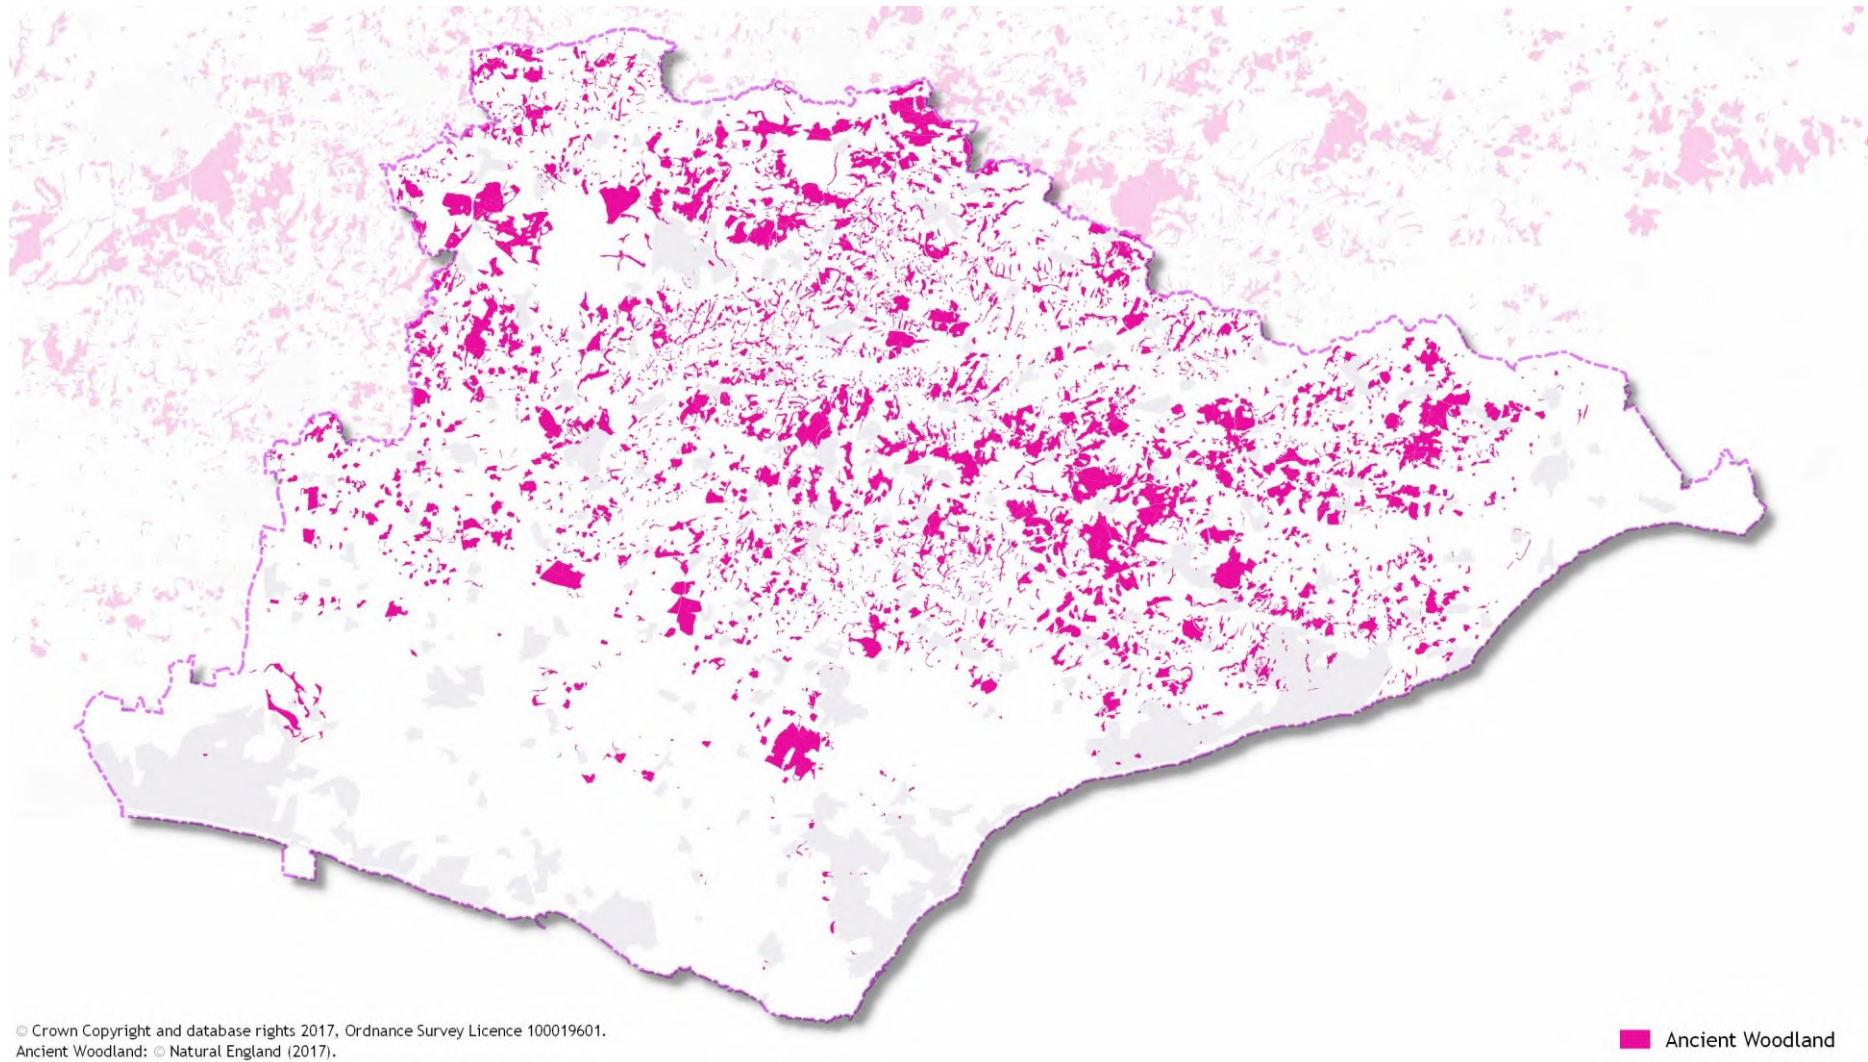 © Crown Copyright and database rights 2017, Ordnance Survey Licence 100019601.
Ancient Woodland: © Natural England (2017).
Ancient Woodland